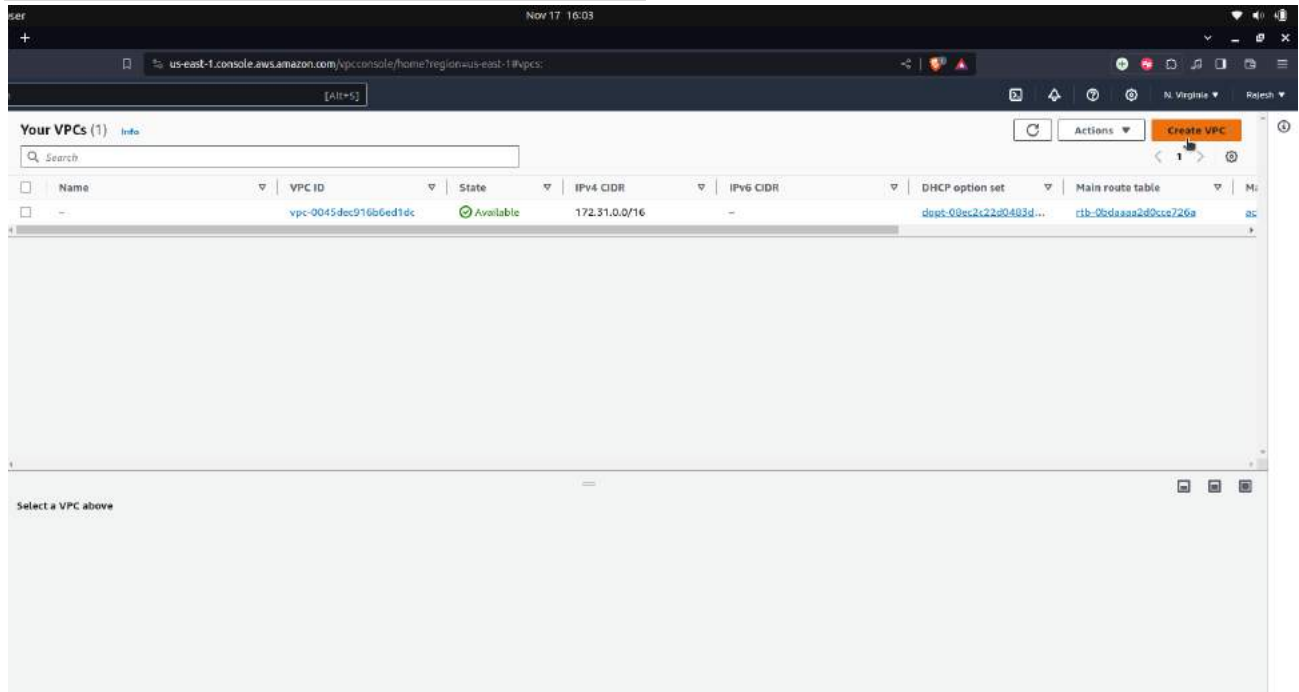 ser
Nov 17 16:03
us-east-1.console.aws.amazon.com/vpcconsole/home?region=us-east-1#vpcs:
[Alt+S]
N. Virginia
Rajesh
Your VPCs (1) Info
Actions
Create VPC
Search
1
Name
VPC ID
State
IPv4 CIDR
IPv6 CIDR
DHCP option set
Main route table
–
vpc-0045dec916b6ed1dc
Available
172.31.0.0/16
–
Select a VPC above